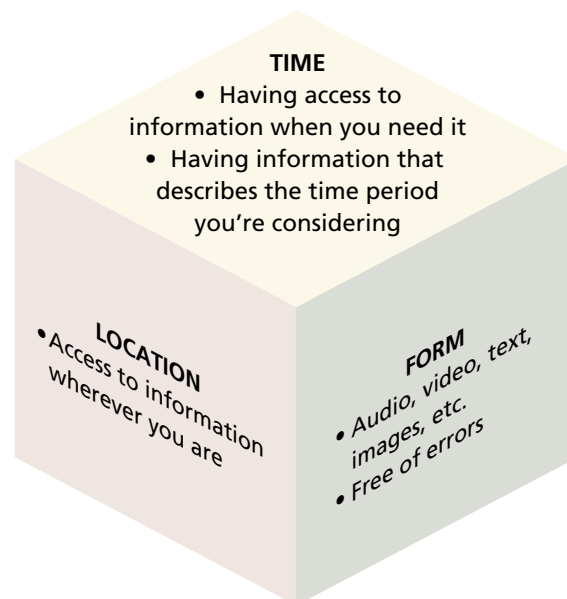 TIME
• Having access to
information when you need it
• Having information that
describes the time period
you’re considering
LOCATION
• Access to information
wherever you are
FORM
• Audio, video, text,
images, etc.
• Free of errors